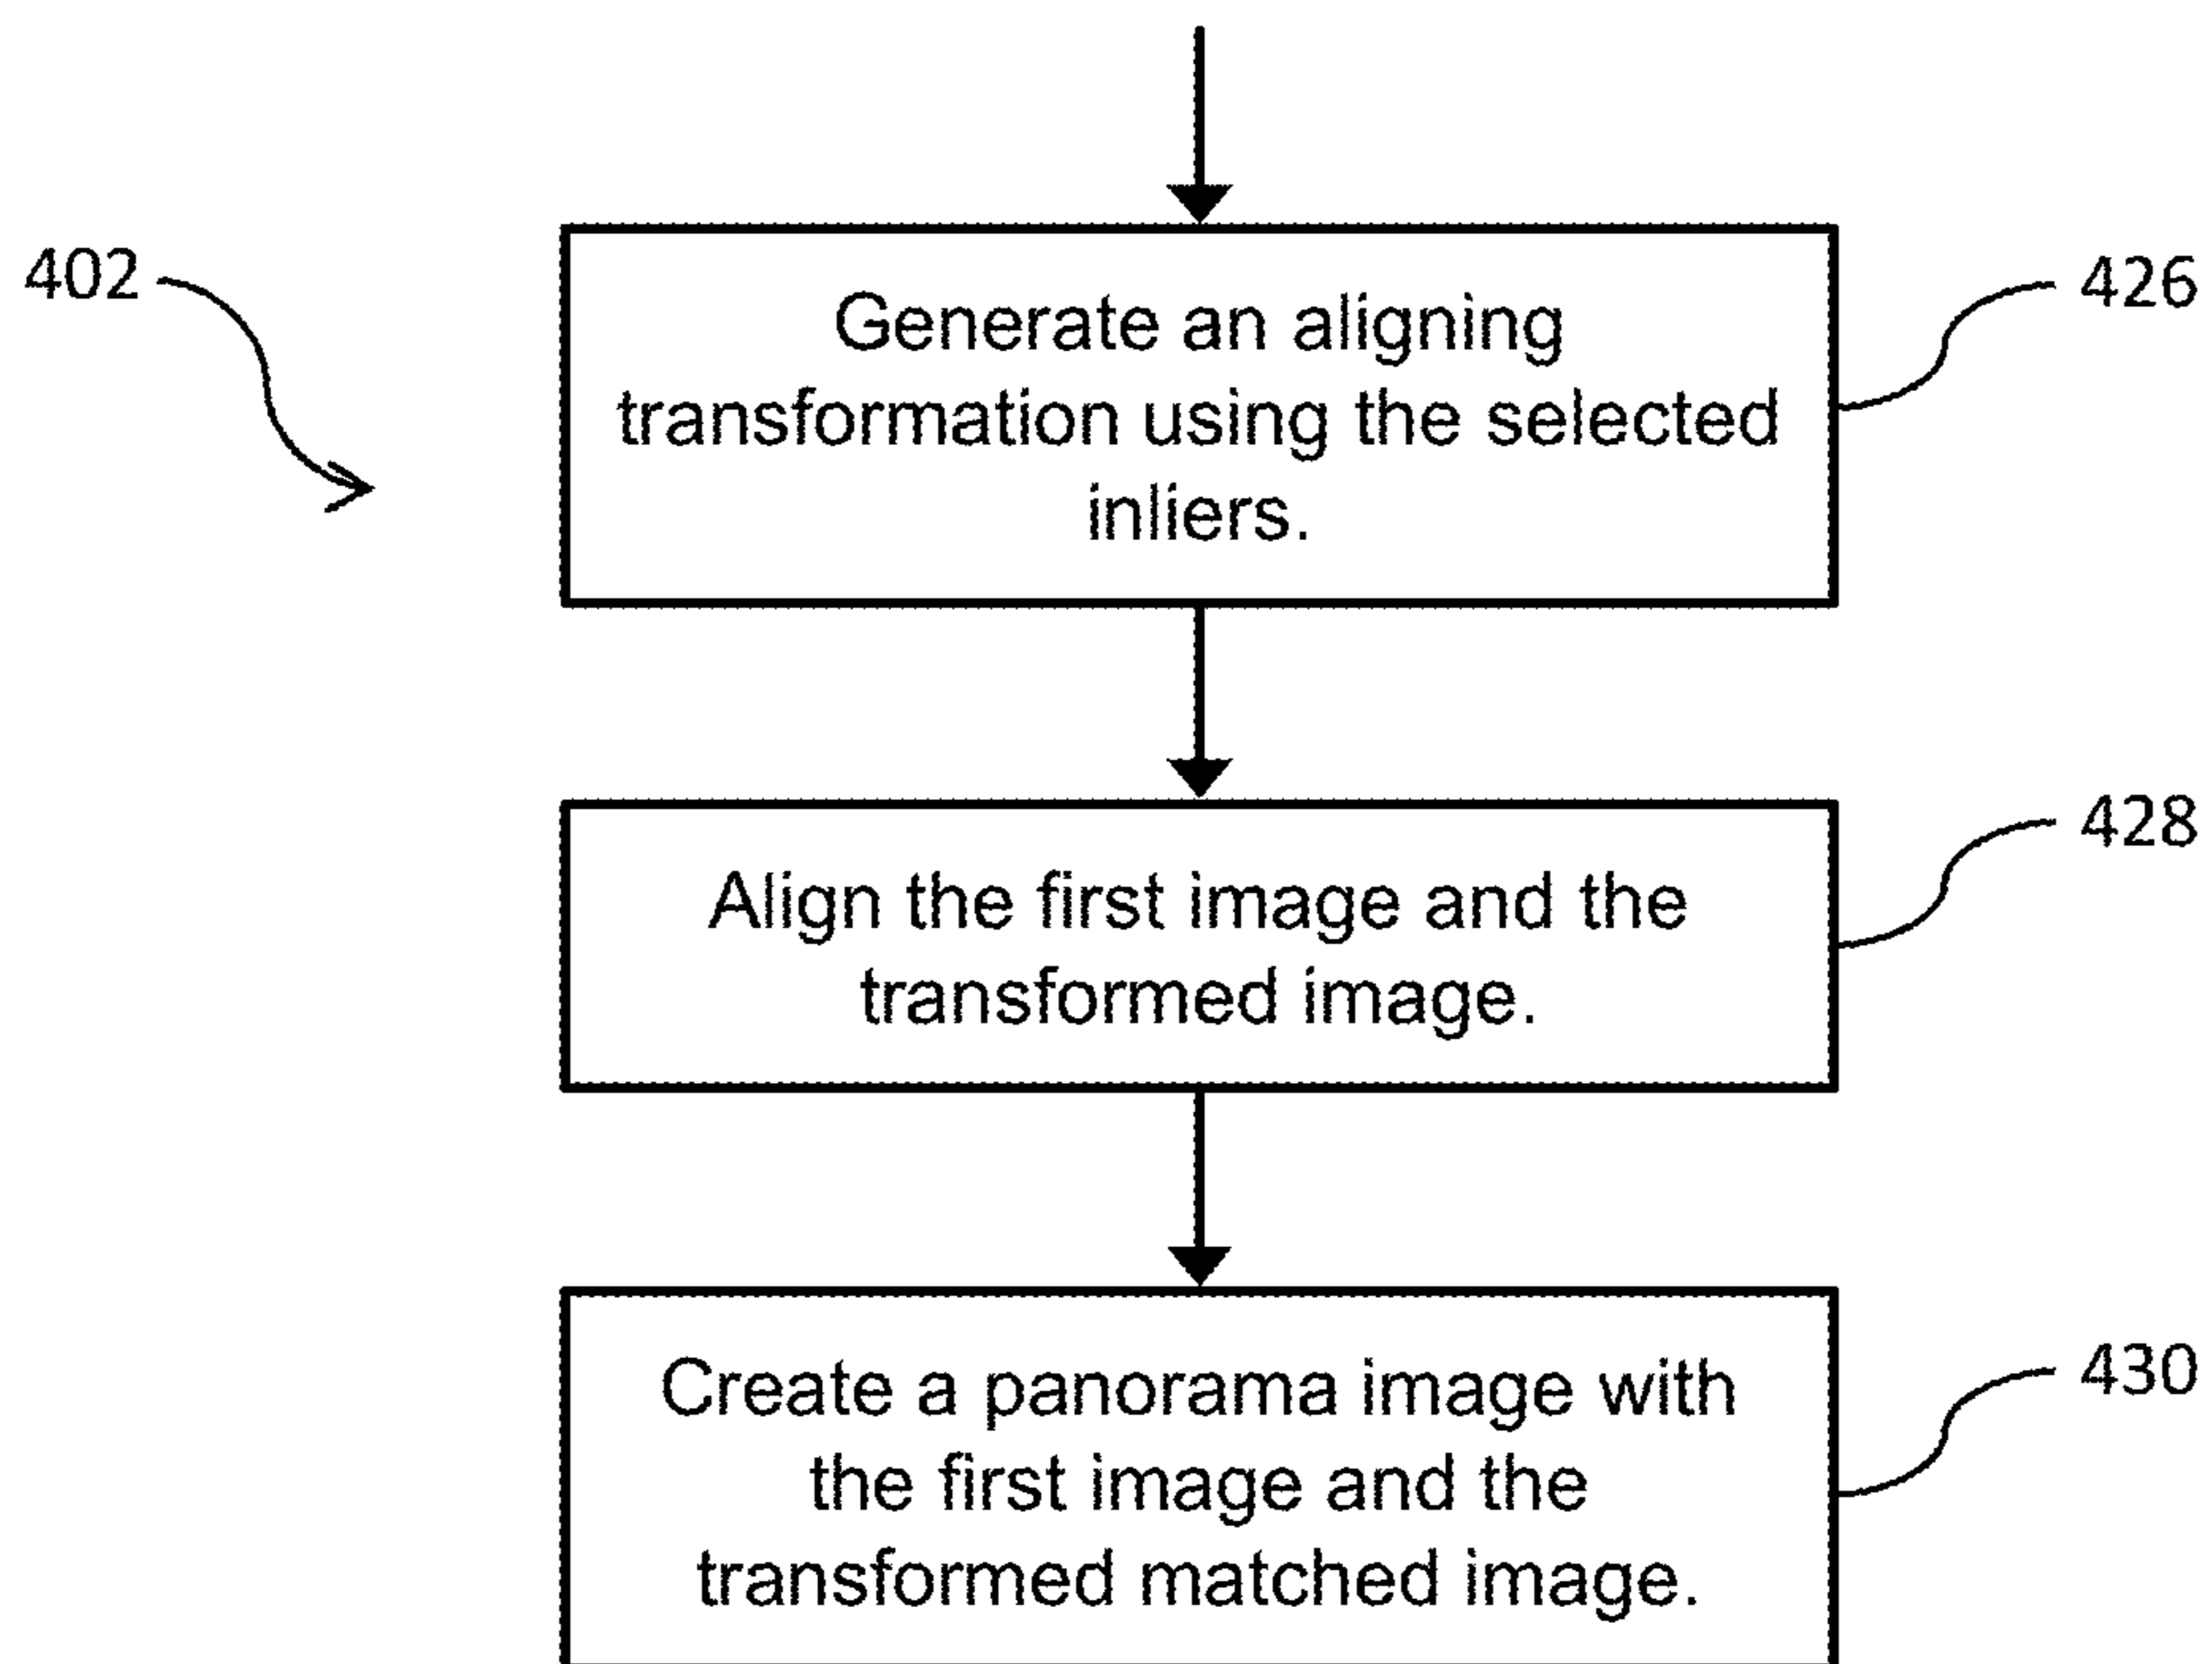 402
426
Generate an aligning
transformation using the selected
inliers.
428
Align the first image and the
transformed image.
430
Create a panorama image with
the first image and the
transformed matched image.